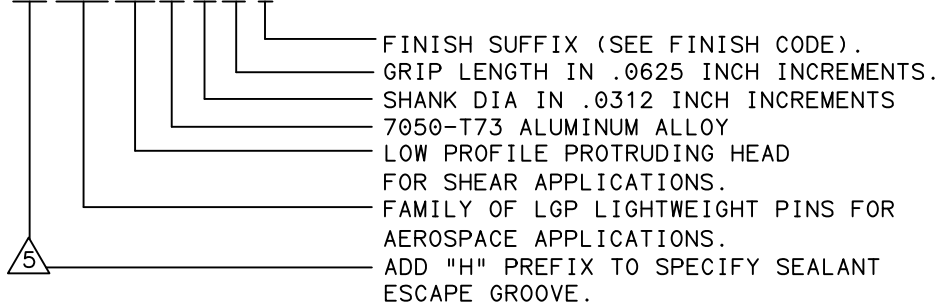 FINISH SUFFIX (SEE FINISH CODE).
GRIP LENGTH IN .0625 INCH INCREMENTS.
SHANK DIA IN .0312 INCH INCREMENTS
7050-T73 ALUMINUM ALLOY
LOW PROFILE PROTRUDING HEAD
FOR SHEAR APPLICATIONS.
FAMILY OF LGP LIGHTWEIGHT PINS FOR
AEROSPACE APPLICATIONS.
5
ADD "H" PREFIX TO SPECIFY SEALANT
ESCAPE GROOVE.